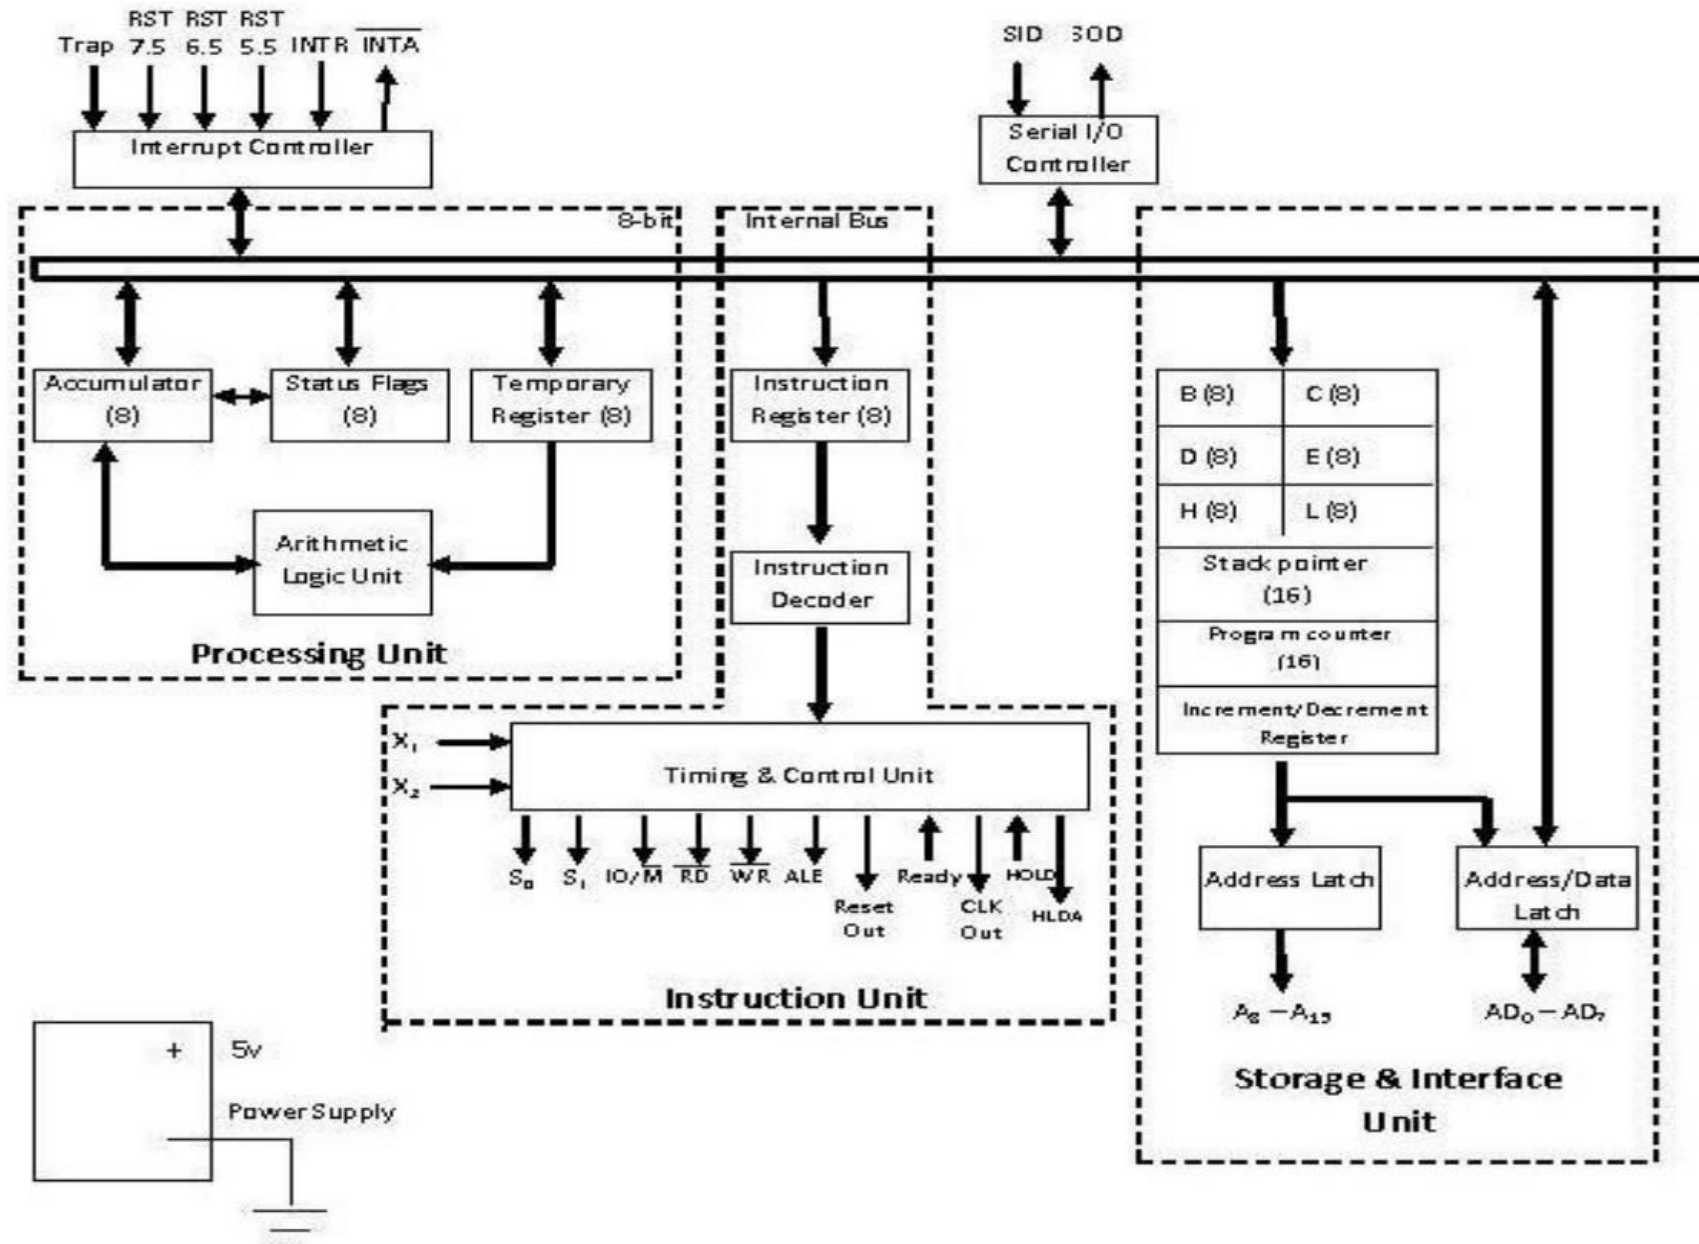 RST RST RST
Trap 7.5 6.5 5.5 INTR INTA
SID SOD
Interrupt Controller
Serial I/O
Controller
8-bit
Internal Bus
Accumulator
(8)
Status Flags
(8)
Temporary
Register (8)
Instruction
Register (8)
B (8) C (8)
D (8) E (8)
H (8) L (8)
Arithmetic
Logic Unit
Instruction
Decoder
Stack pointer
(16)
Program counter
(16)
Processing Unit
Increment/Decrement
Register
X₁
X₂
Timing & Control Unit
S₀ S₁ IO/M RD WR ALE Ready HOLD
Reset
Out
CLK
Out
HLDA
Address Latch
Address/Data
Latch
Instruction Unit
A₈ – A₁₅
AD₀ – AD₇
+ 5v
Power Supply
Storage & Interface
Unit